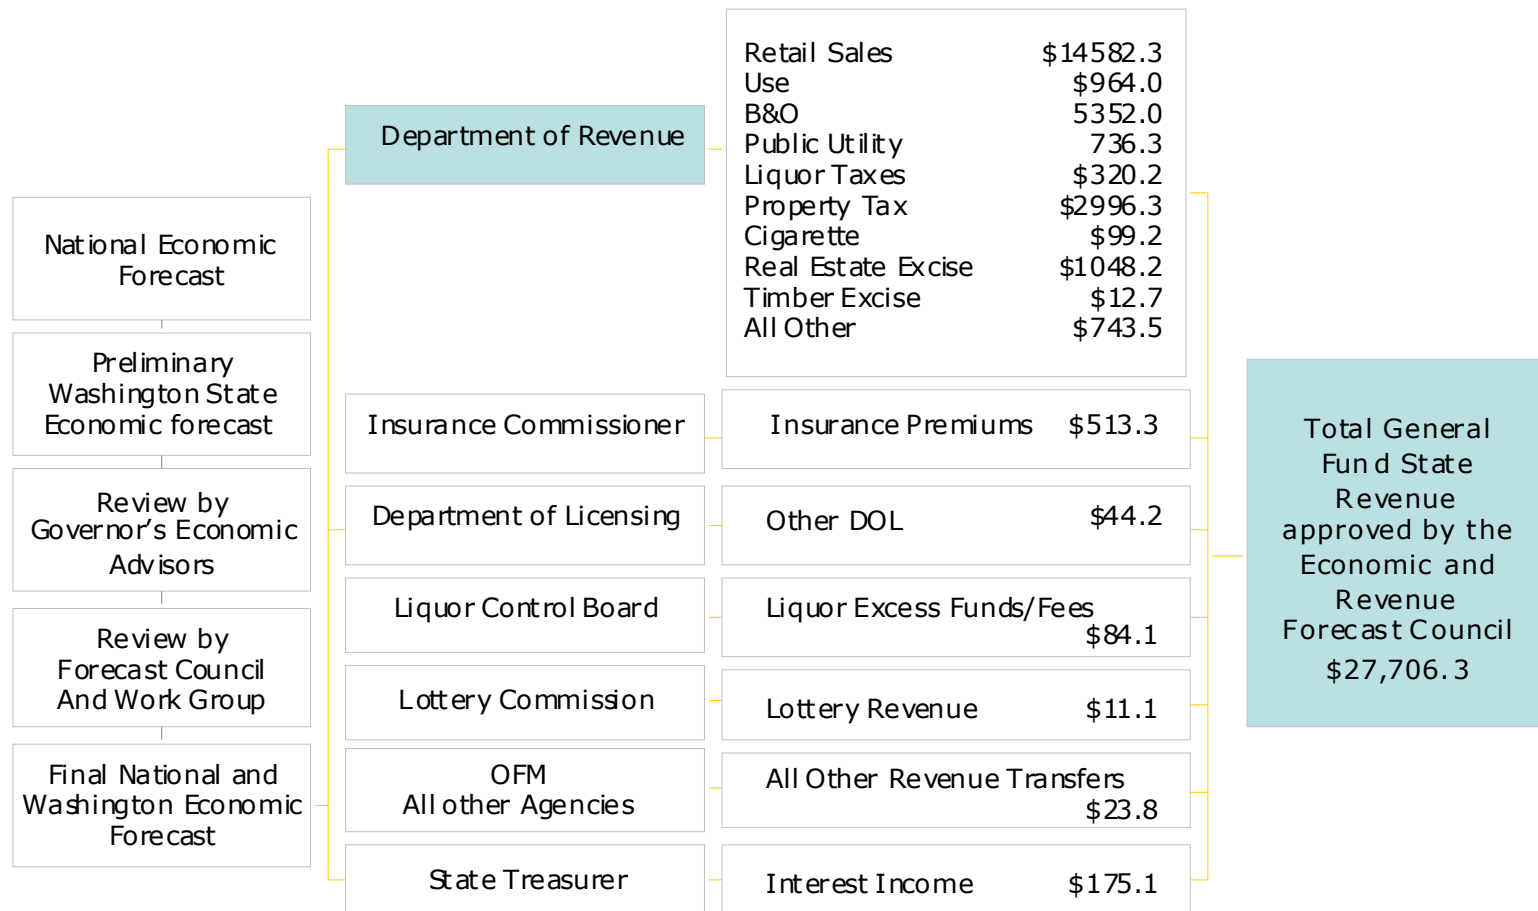 National Economic
Forecast
Preliminary
Washington State
Economic forecast
Review by
Governor’s Economic
Advisors
Review by
Forecast Council
And Work Group
Final National and
Washington Economic
Forecast
Department of Revenue
Retail Sales $14582.3
Use $964.0
B&O 5352.0
Public Utility 736.3
Liquor Taxes $320.2
Property Tax $2996.3
Cigarette $99.2
Real Estate Excise $1048.2
Timber Excise $12.7
All Other $743.5
Insurance Commissioner
Insurance Premiums $513.3
Department of Licensing
Other DOL $44.2
Liquor Control Board
Liquor Excess Funds/Fees
$84.1
Lottery Commission
Lottery Revenue $11.1
OFM
All other Agencies
All Other Revenue Transfers
$23.8
State Treasurer
Interest Income $175.1
Total General
Fund State
Revenue
approved by the
Economic and
Revenue
Forecast Council
$27,706.3